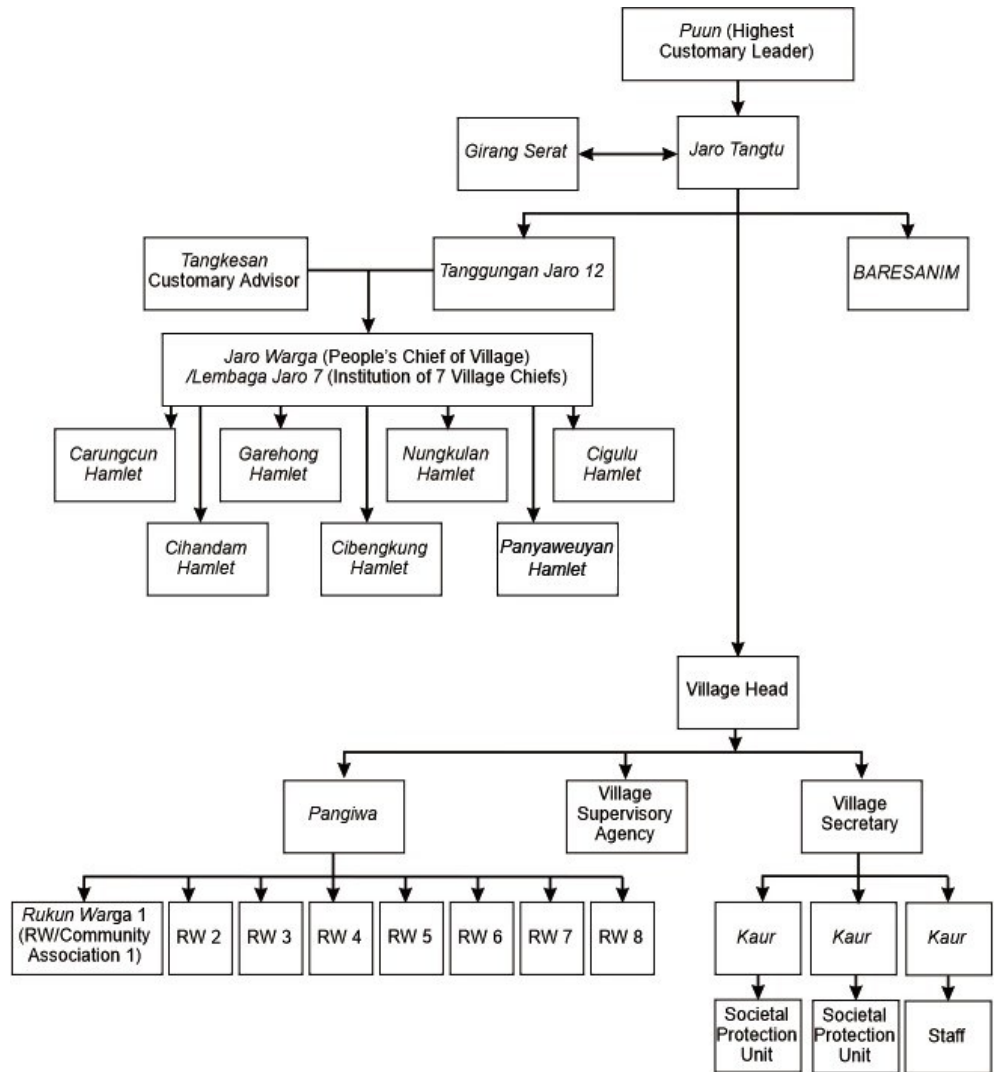 Puun (Highest
Customary Leader)
Girang Serat
Jaro Tangtu
Tangkesan
Customary Advisor
Tanggungan Jaro 12
BARESANIM
Jaro Warga (People's Chief of Village)
/Lembaga Jaro 7 (Institution of 7 Village Chiefs)
Carungcun
Hamlet
Garehong
Hamlet
Nungkulan
Hamlet
Cigulu
Hamlet
Cihandam
Hamlet
Cibengkung
Hamlet
Panyaweuyan
Hamlet
Village Head
Pangiwa
Village
Supervisory
Agency
Village
Secretary
Rukun Warga 1
(RW/Community
Association 1)
RW 2
RW 3
RW 4
RW 5
RW 6
RW 7
RW 8
Kaur
Kaur
Kaur
Societal
Protection
Unit
Societal
Protection
Unit
Staff